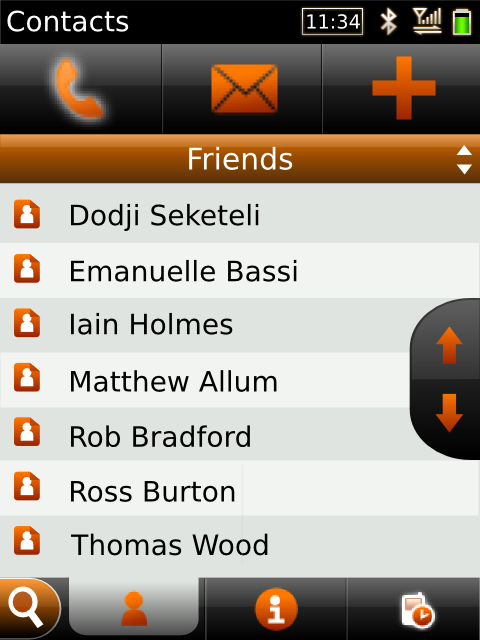 Contacts
11:34
Friends
Dodji Seketeli
Emanuelle Bassi
Iain Holmes
Matthew Allum
Rob Bradford
Ross Burton
Thomas Wood